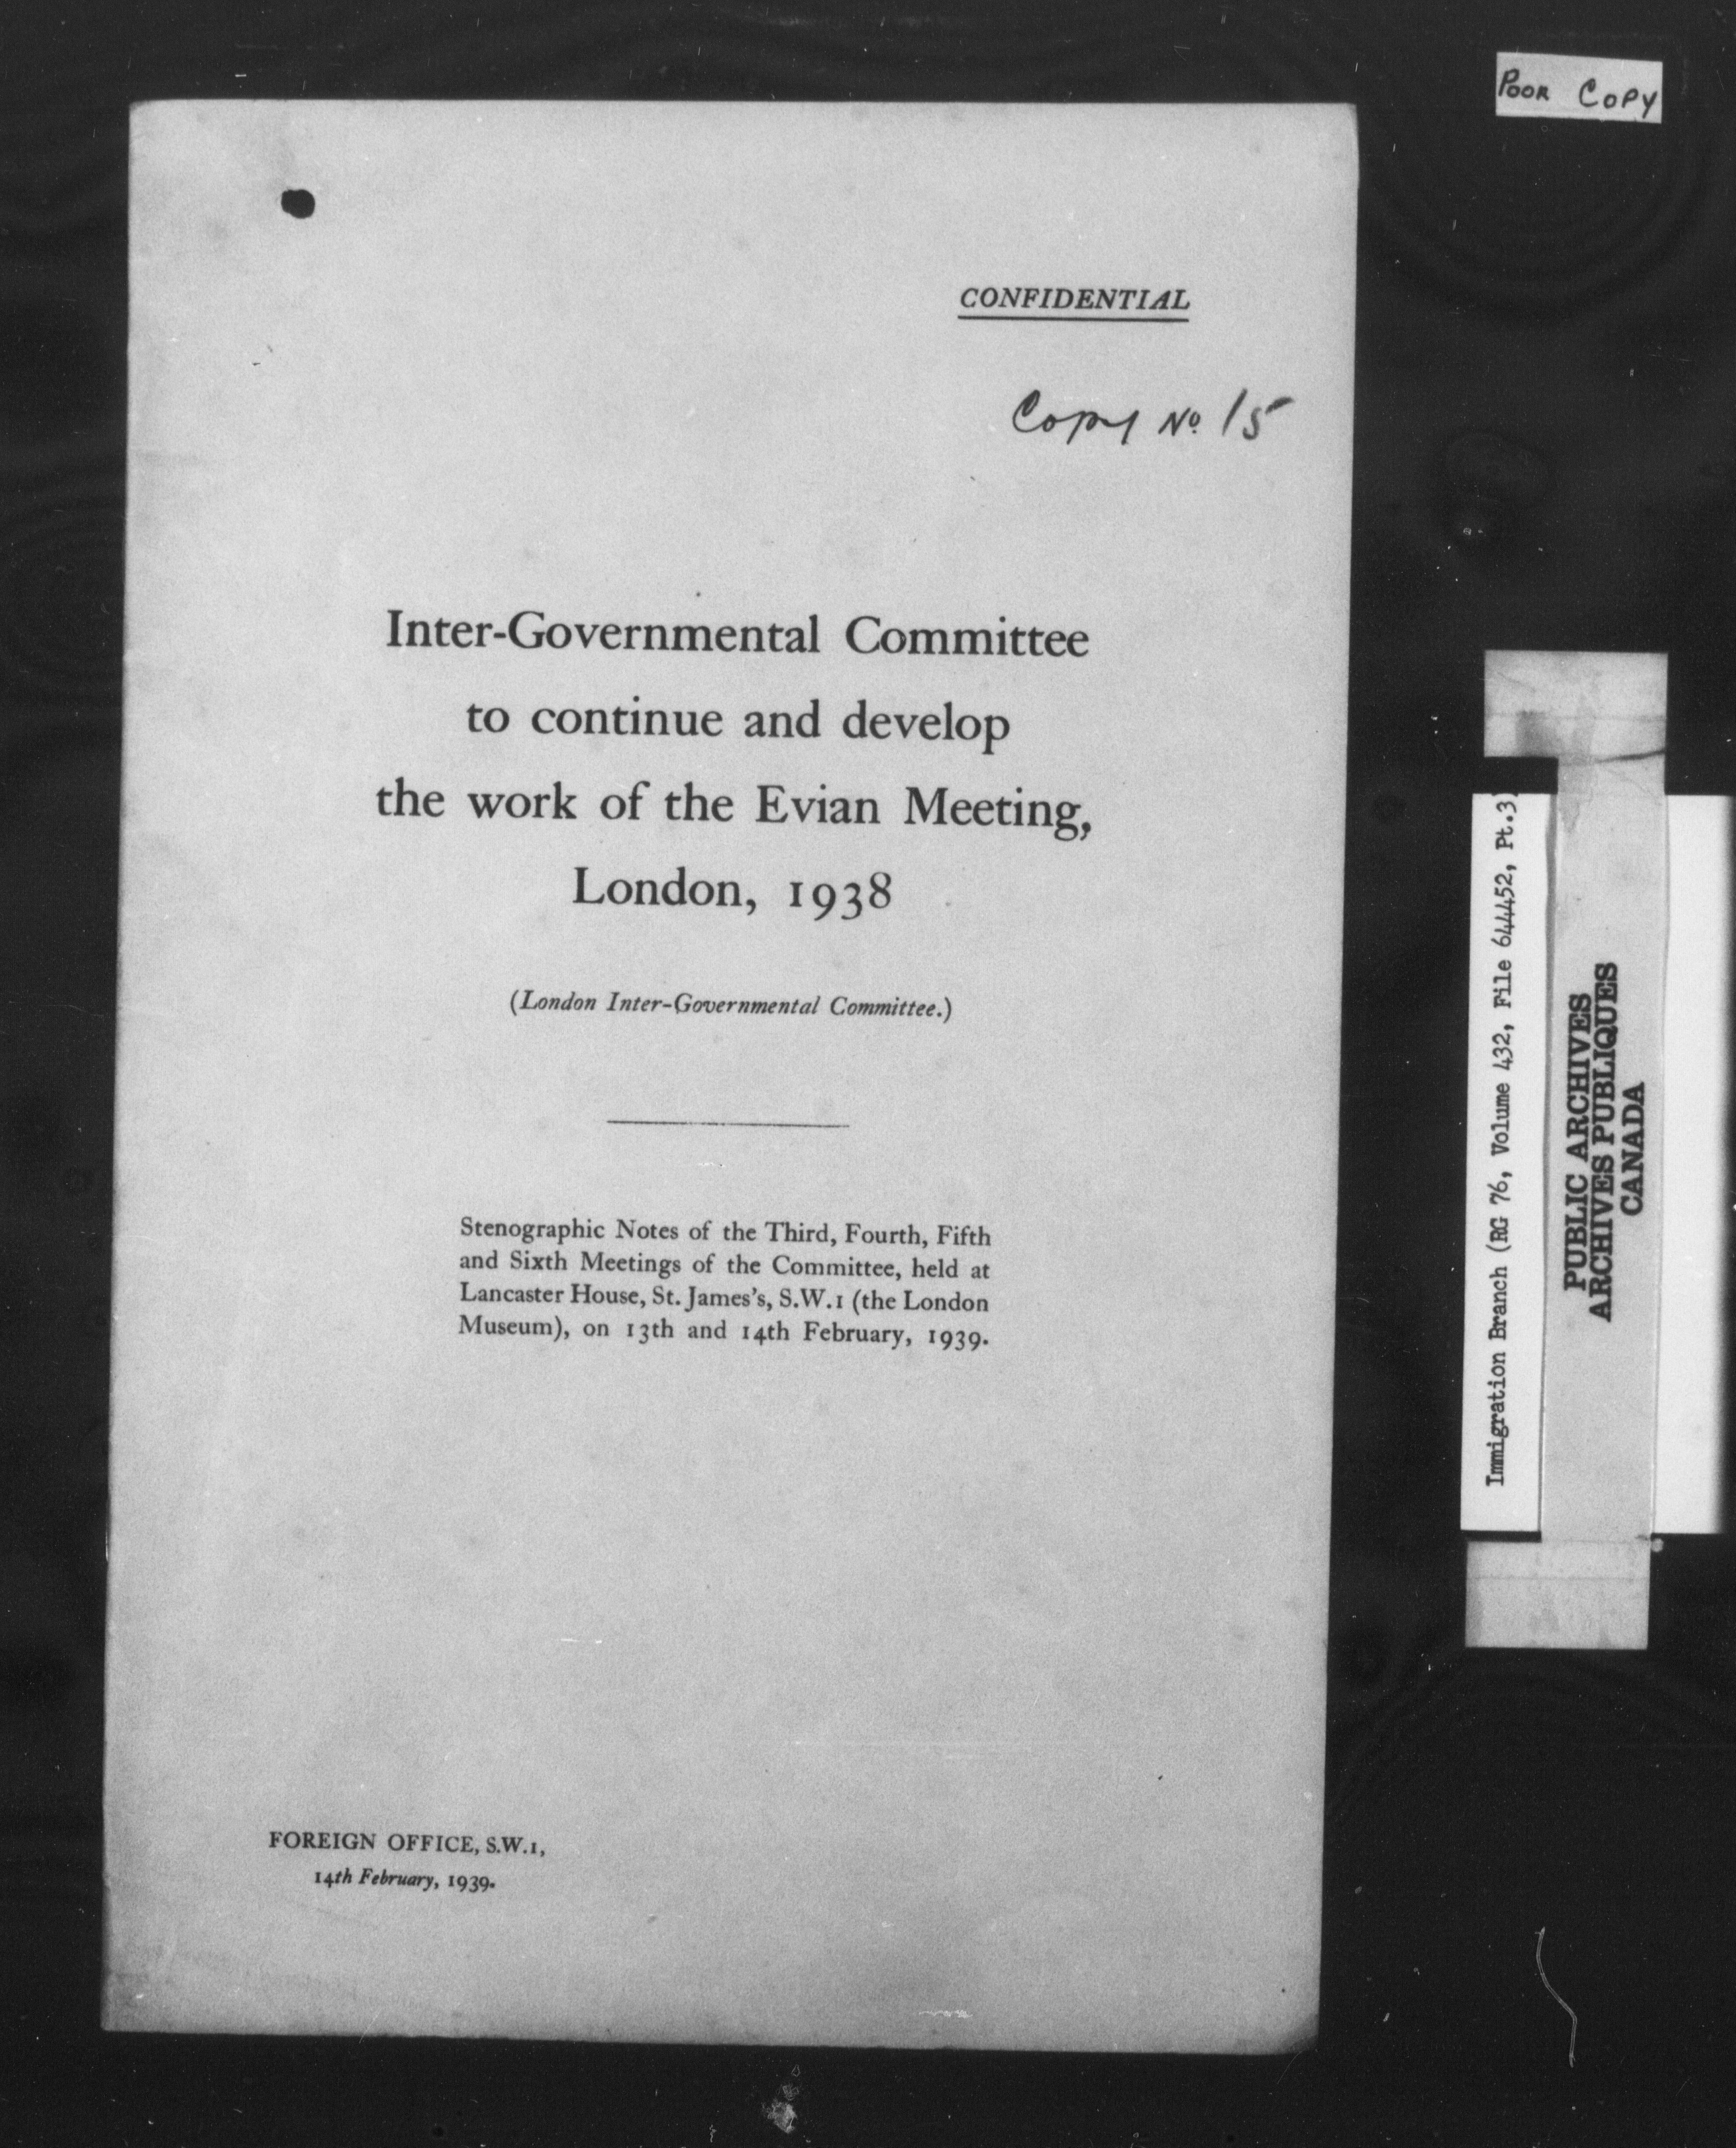 POOR COPY
CONFIDENTIAL
Copy No. 15
Inter-Governmental Committee
to continue and develop
the work of the Evian Meeting,
London, 1938
(London Inter-Governmental Committee.)
Stenographic Notes of the Third, Fourth, Fifth
and Sixth Meetings of the Committee, held at
Lancaster House, St. James's, S.W.1 (the London
Museum), on 13th and 14th February, 1939.
FOREIGN OFFICE, S.W.1,
14th February, 1939.
Immigration Branch (RG 76, Volume 432, File 644452, Pt.3)
PUBLIC ARCHIVES
ARCHIVES PUBLIQUES
CANADA